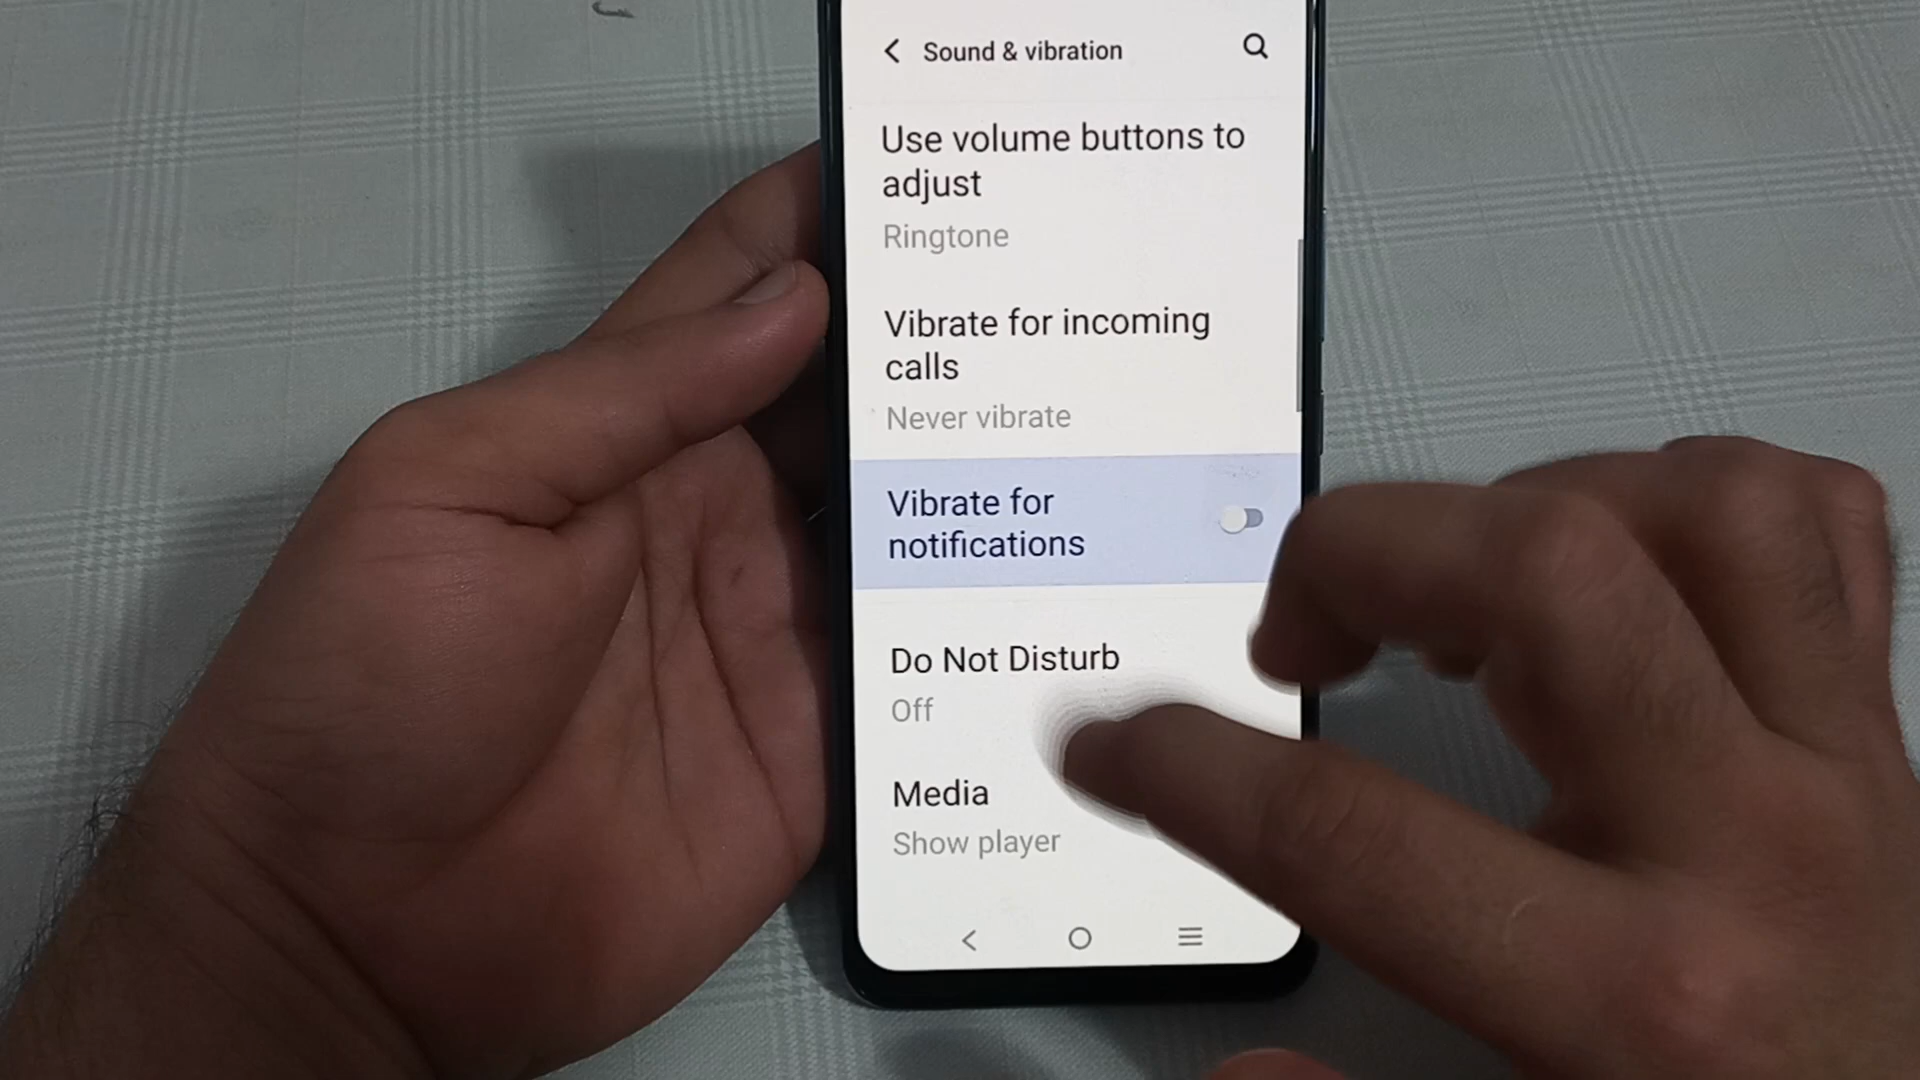 Sound & vibration
Use volume buttons to
adjust
Ringtone
Vibrate for incoming
calls
Never vibrate
Vibrate for
notifications
Do Not Disturb
Off
Media
Show player